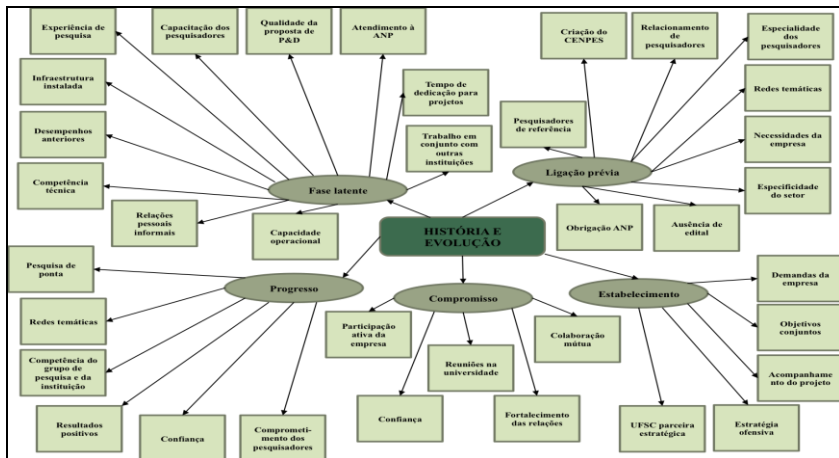 Experiência de
pesquisa
Capacitação dos
pesquisadores
Qualidade da
proposta de
P&D
Atendimento à
ANP
Infraestrutura
instalada
Tempo de
dedicação para
projetos
Desempenhos
anteriores
Trabalho em
conjunto com
outras
instituições
Competência
técnica
Fase latente
Relações
pessoais
informais
Capacidade
operacional
Criação do
CENPES
Relacionamento
de
pesquisadores
Especialidade
dos
pesquisadores
Redes temáticas
Pesquisadores
de referência
Necessidades da
empresa
Ligação prévia
Especificidade
do setor
Obrigação ANP
Ausência de
edital
HISTÓRIA E
EVOLUÇÃO
Pesquisa de
ponta
Progresso
Redes temáticas
Competência do
grupo de
pesquisa e da
instituição
Resultados
positivos
Confiança
Comprometi-
mento dos
pesquisadores
Compromisso
Participação
ativa da
empresa
Colaboração
mútua
Reuniões na
universidade
Confiança
Fortalecimento
das relações
Estabelecimento
Demandas da
empresa
Objetivos
conjuntos
Acompanhame
nto do projeto
UFSC parceira
estratégica
Estratégia
ofensiva